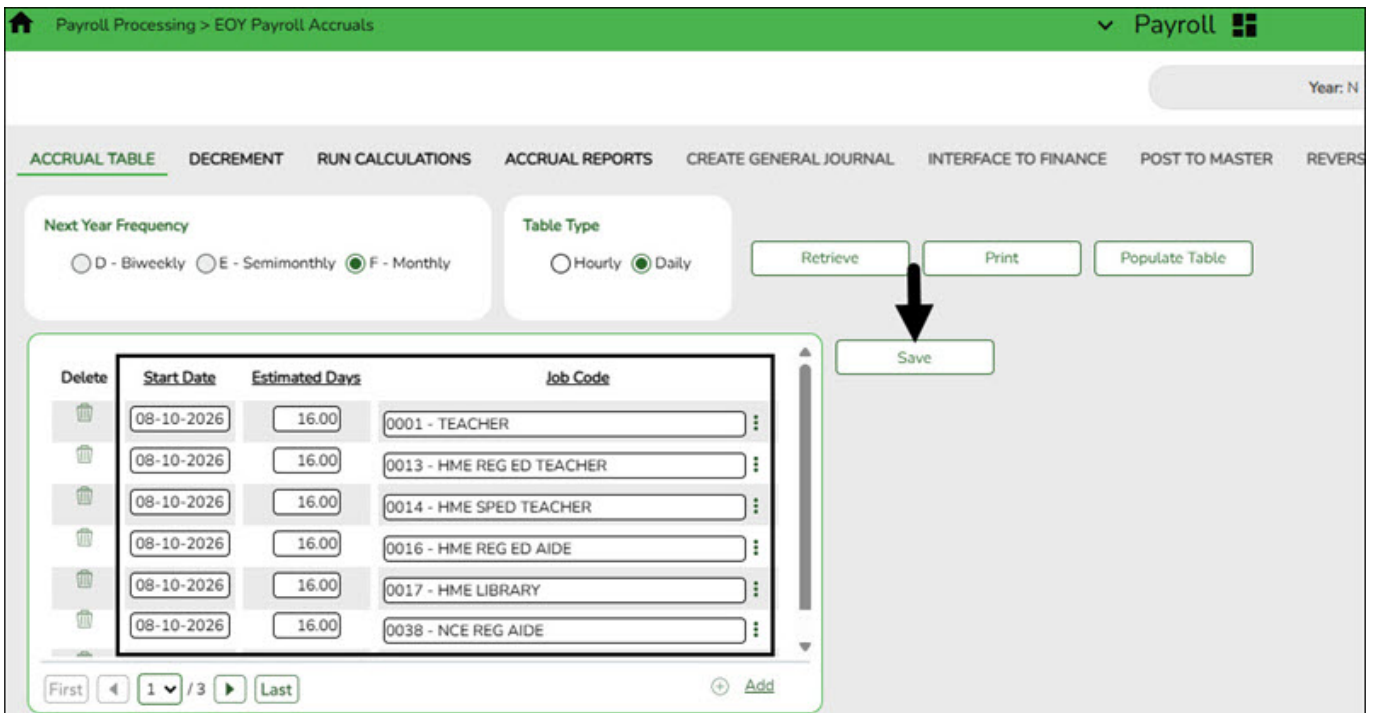 Payroll Processing > EOY Payroll Accruals
Payroll
Year: N
ACCRUAL TABLE DECREMENT RUN CALCULATIONS ACCRUAL REPORTS CREATE GENERAL JOURNAL INTERFACE TO FINANCE POST TO MASTER REVERS
Next Year Frequency
D - Biweekly E - Semimonthly F - Monthly
Table Type
Hourly Daily
Retrieve Print Populate Table
Save
Delete Start Date Estimated Days Job Code
08-10-2026 16.00 0001 - TEACHER
08-10-2026 16.00 0013 - HME REG ED TEACHER
08-10-2026 16.00 0014 - HME SPED TEACHER
08-10-2026 16.00 0016 - HME REG ED AIDE
08-10-2026 16.00 0017 - HME LIBRARY
08-10-2026 16.00 0038 - NCE REG AIDE
First 1 / 3 Last
Add